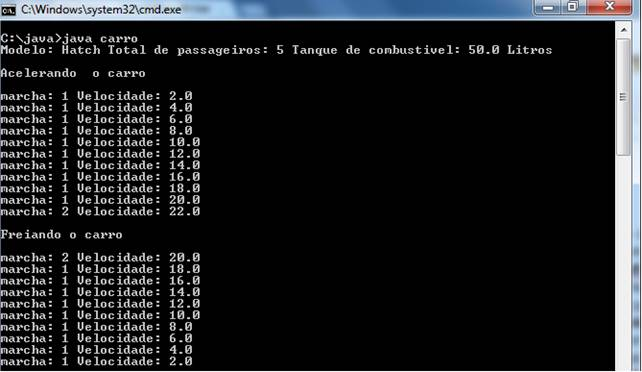 C:\Windows\system32\cmd.exe
C:\java>java carro
Modelo: Hatch Total de passageiros: 5 Tanque de combustivel: 50.0 Litros
Acelerando  o carro
marcha: 1 Velocidade: 2.0
marcha: 1 Velocidade: 4.0
marcha: 1 Velocidade: 6.0
marcha: 1 Velocidade: 8.0
marcha: 1 Velocidade: 10.0
marcha: 1 Velocidade: 12.0
marcha: 1 Velocidade: 14.0
marcha: 1 Velocidade: 16.0
marcha: 1 Velocidade: 18.0
marcha: 1 Velocidade: 20.0
marcha: 2 Velocidade: 22.0
Freiando o carro
marcha: 2 Velocidade: 20.0
marcha: 1 Velocidade: 18.0
marcha: 1 Velocidade: 16.0
marcha: 1 Velocidade: 14.0
marcha: 1 Velocidade: 12.0
marcha: 1 Velocidade: 10.0
marcha: 1 Velocidade: 8.0
marcha: 1 Velocidade: 6.0
marcha: 1 Velocidade: 4.0
marcha: 1 Velocidade: 2.0